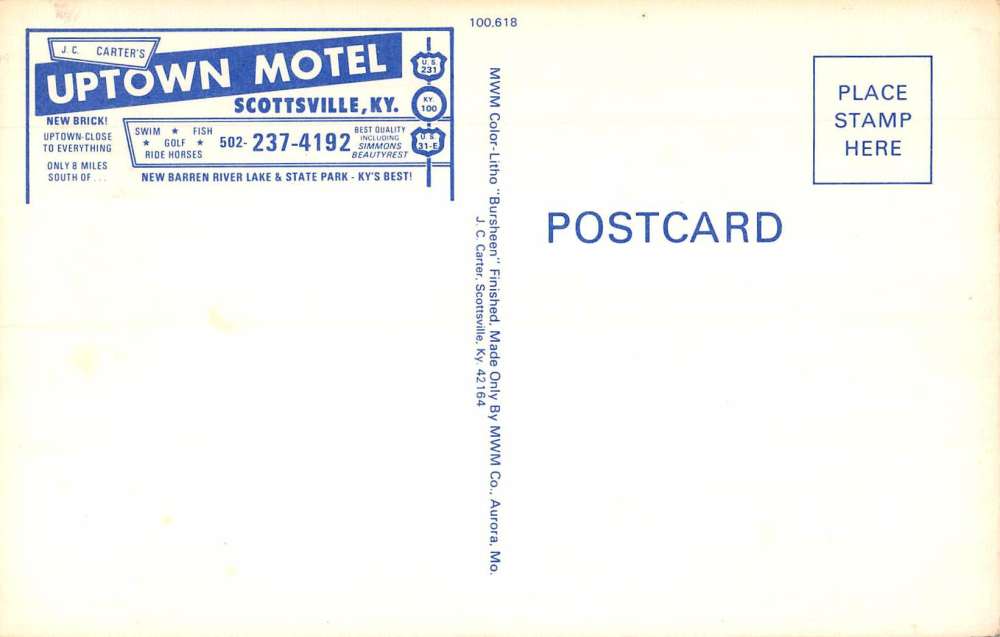 100,618
J. C. CARTER'S
UPTOWN MOTEL
SCOTTSVILLE, KY.
U.S. 231
KY. 100
U.S. 31-E
NEW BRICK!
UPTOWN-CLOSE
TO EVERYTHING
ONLY 8 MILES
SOUTH OF . . .
SWIM ★ FISH
★ GOLF ★
RIDE HORSES
502- 237-4192
BEST QUALITY
INCLUDING
SIMMONS
BEAUTYREST
NEW BARREN RIVER LAKE & STATE PARK - KY'S BEST!
MWM Color-Litho "Bursheen" Finished, Made Only By MWM Co., Aurora, Mo.
J. C. Carter, Scottsville, Ky. 42164
PLACE
STAMP
HERE
POSTCARD